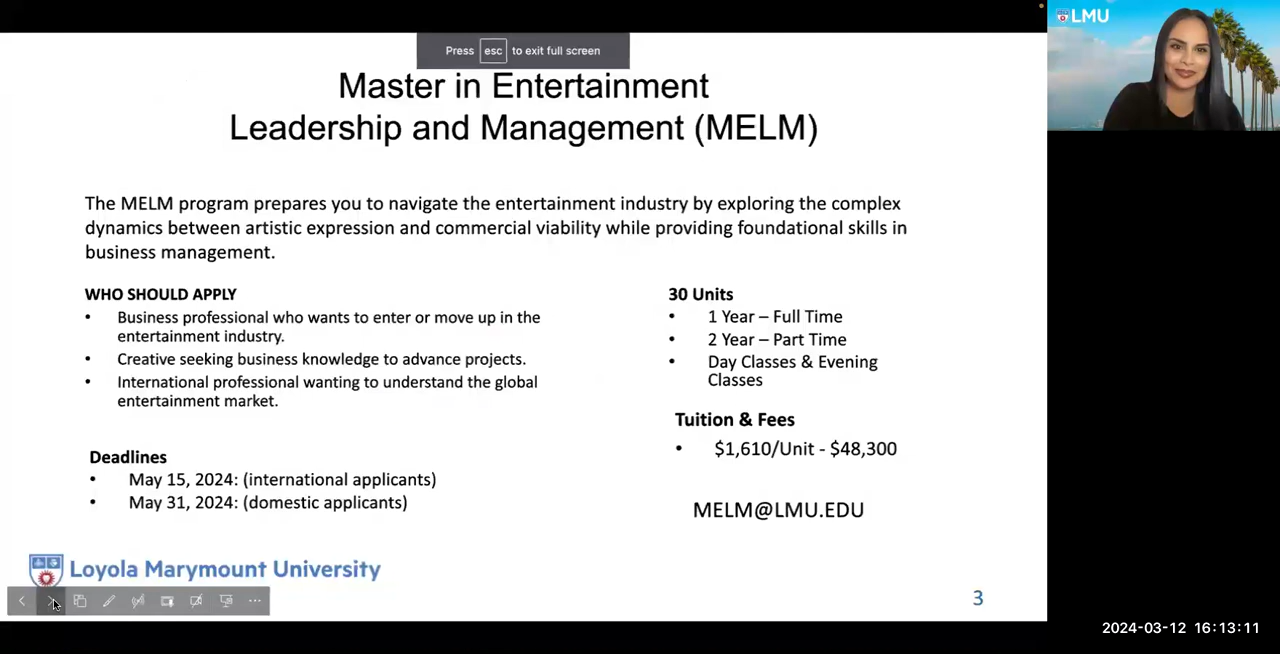 LMU
Press esc to exit full screen
Master in Entertainment
Leadership and Management (MELM)
The MELM program prepares you to navigate the entertainment industry by exploring the complex
dynamics between artistic expression and commercial viability while providing foundational skills in
business management.
WHO SHOULD APPLY
• Business professional who wants to enter or move up in the
entertainment industry.
• Creative seeking business knowledge to advance projects.
• International professional wanting to understand the global
entertainment market.
30 Units
• 1 Year – Full Time
• 2 Year – Part Time
• Day Classes & Evening
Classes
Tuition & Fees
• $1,610/Unit - $48,300
Deadlines
• May 15, 2024: (international applicants)
• May 31, 2024: (domestic applicants)
MELM@LMU.EDU
Loyola Marymount University
3
2024-03-12 16:13:11